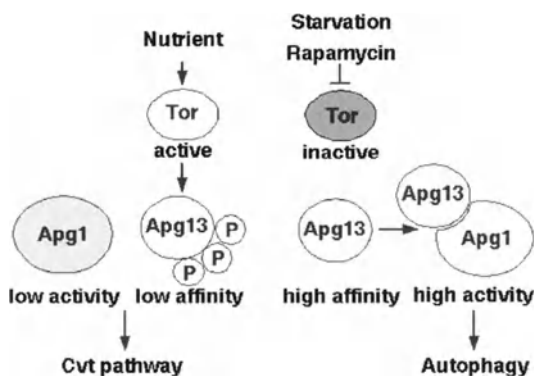 Nutrient
Tor
active
Apg1
Apg13
P
P
P
low activity
low affinity
Cvt pathway
Starvation
Rapamycin
Tor
inactive
Apg13
Apg13
Apg1
high affinity
high activity
Autophagy